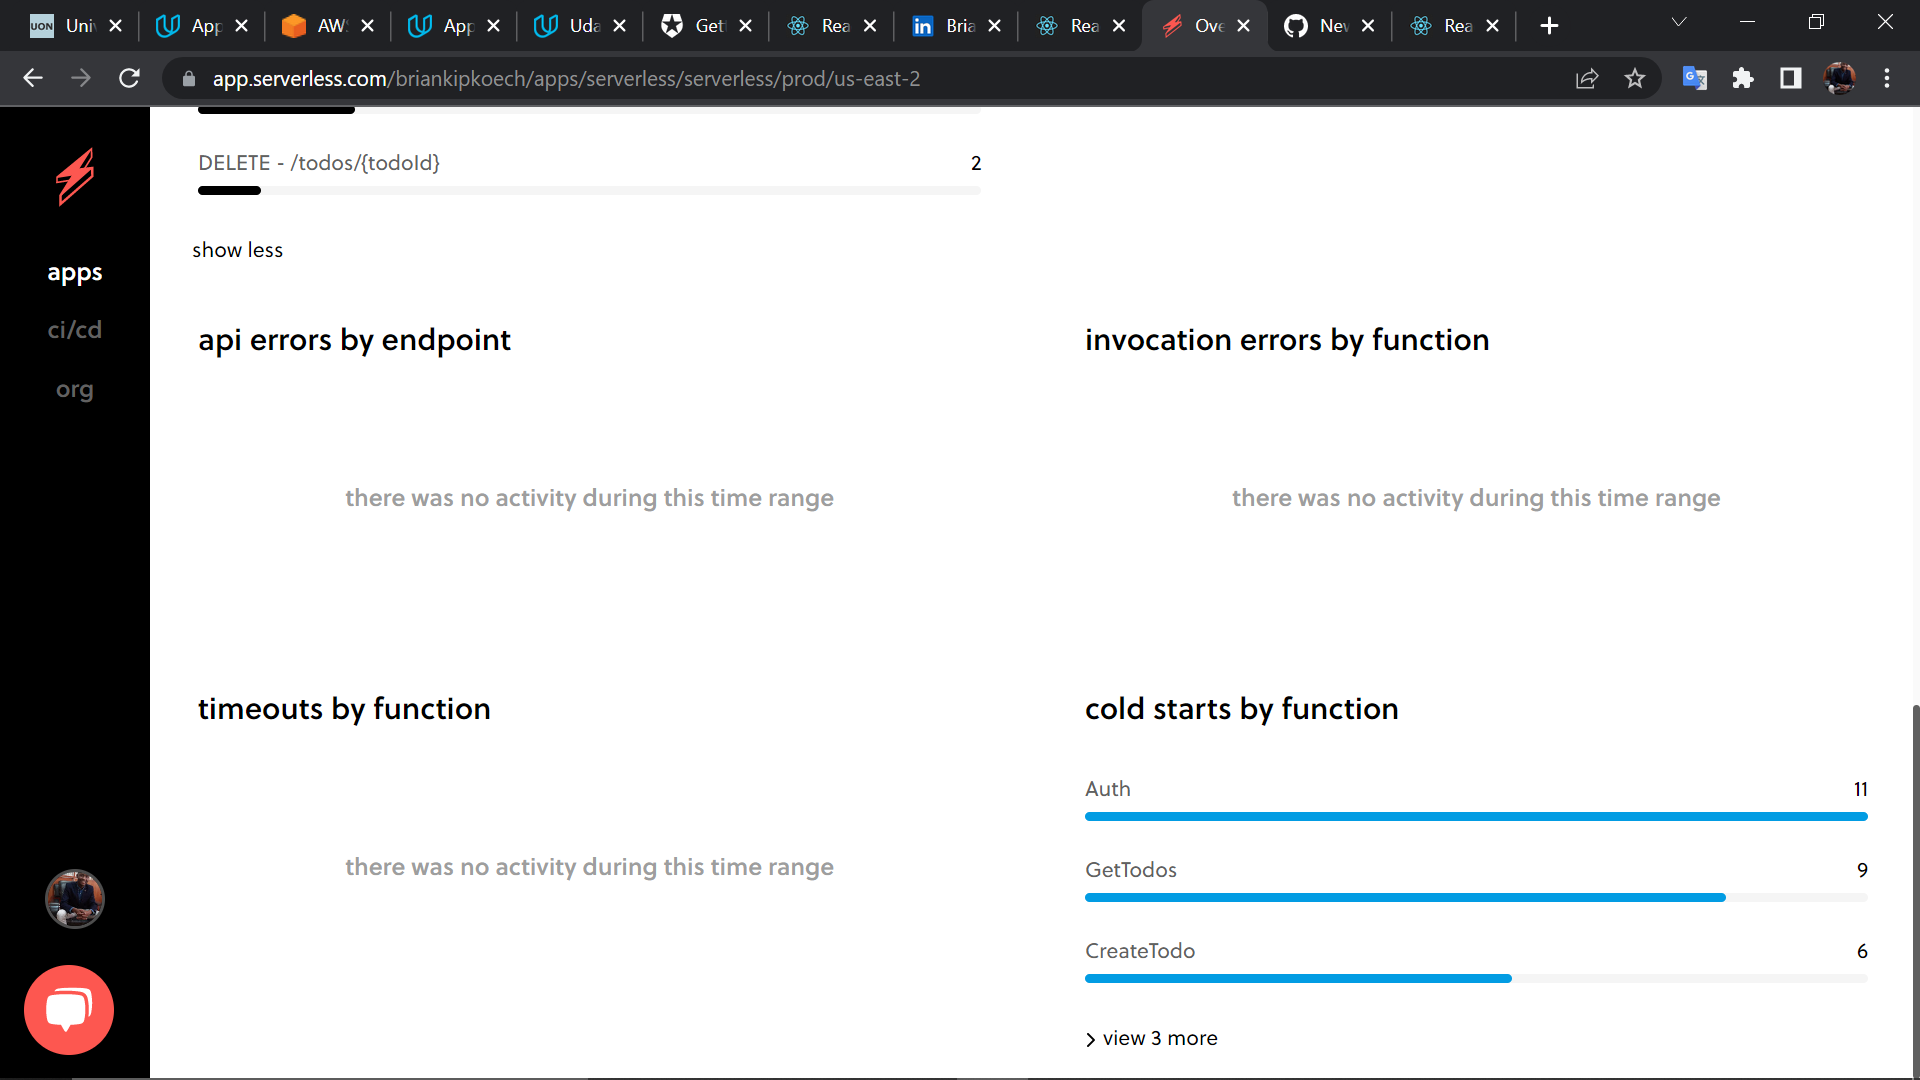 UON Uni App AW App Uda Get Rea Bria Rea Ove Nev Rea
app.serverless.com/briankipkoech/apps/serverless/serverless/prod/us-east-2
apps
ci/cd
org
DELETE - /todos/{todoId} 2
show less
api errors by endpoint
there was no activity during this time range
invocation errors by function
there was no activity during this time range
timeouts by function
there was no activity during this time range
cold starts by function
Auth 11
GetTodos 9
CreateTodo 6
view 3 more